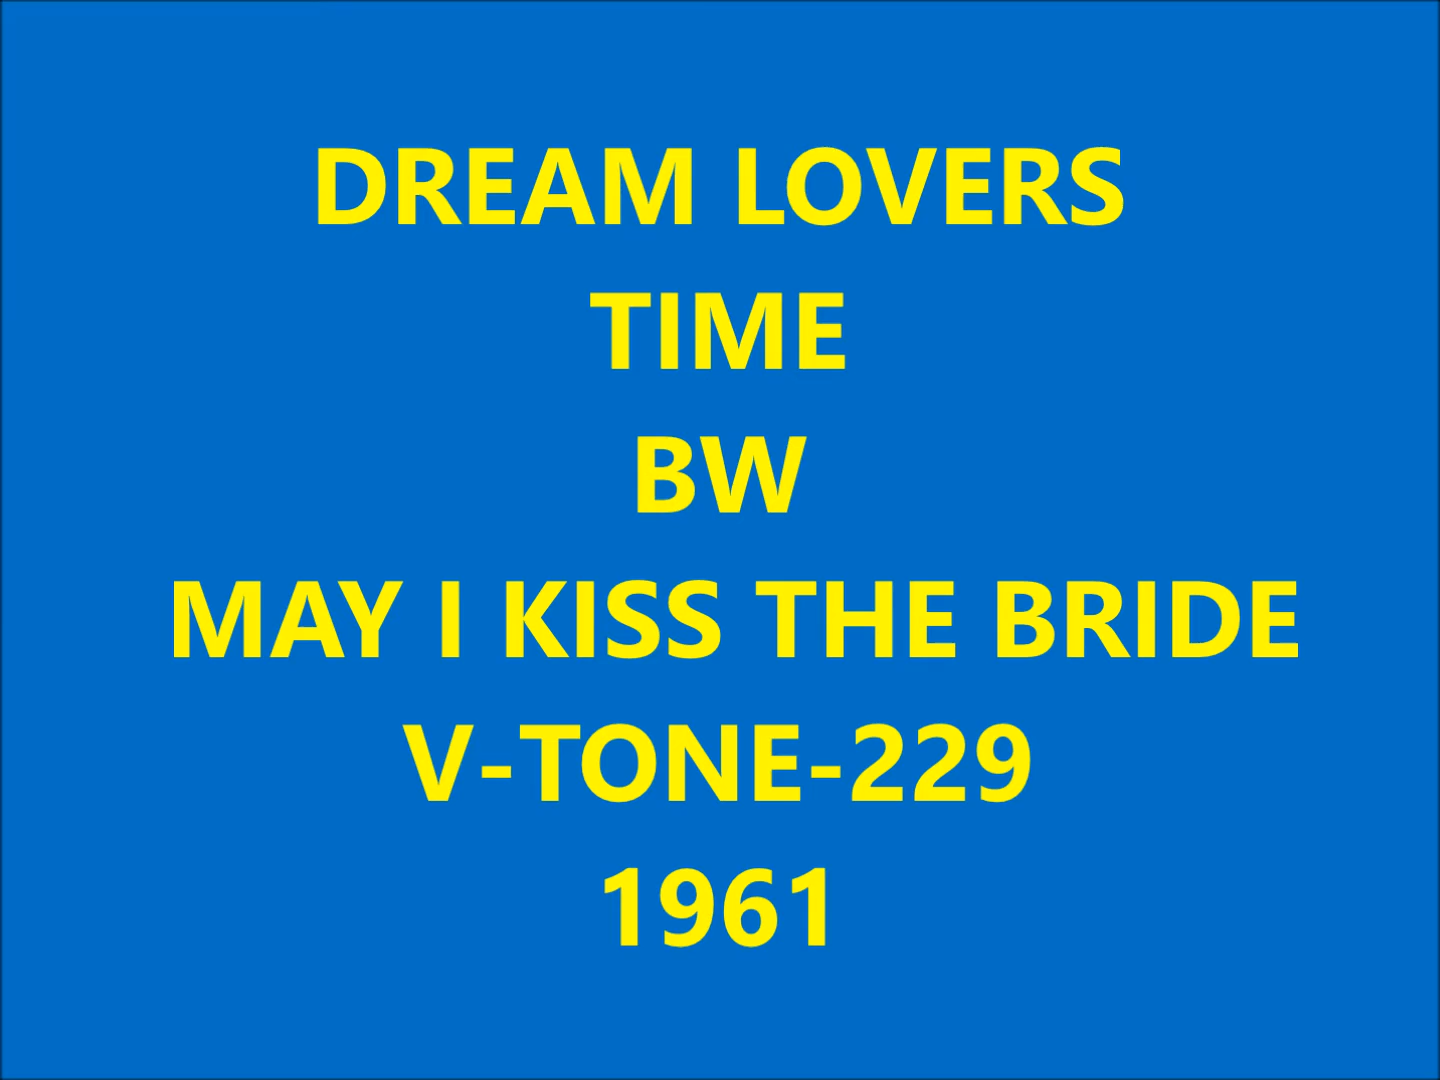 DREAM LOVERS
TIME
BW
MAY I KISS THE BRIDE
V-TONE-229
1961